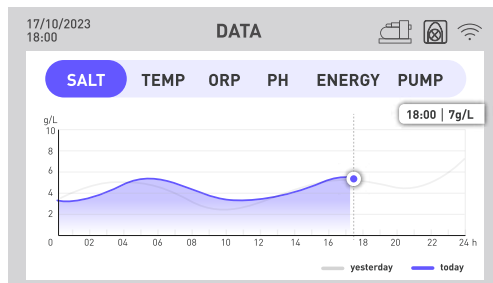 17/10/2023
18:00
DATA
SALT TEMP ORP PH ENERGY PUMP
18:00 | 7g/L
g/L
10
8
6
4
2
0 02 04 06 08 10 12 14 16 18 20 22 24 h
yesterday today